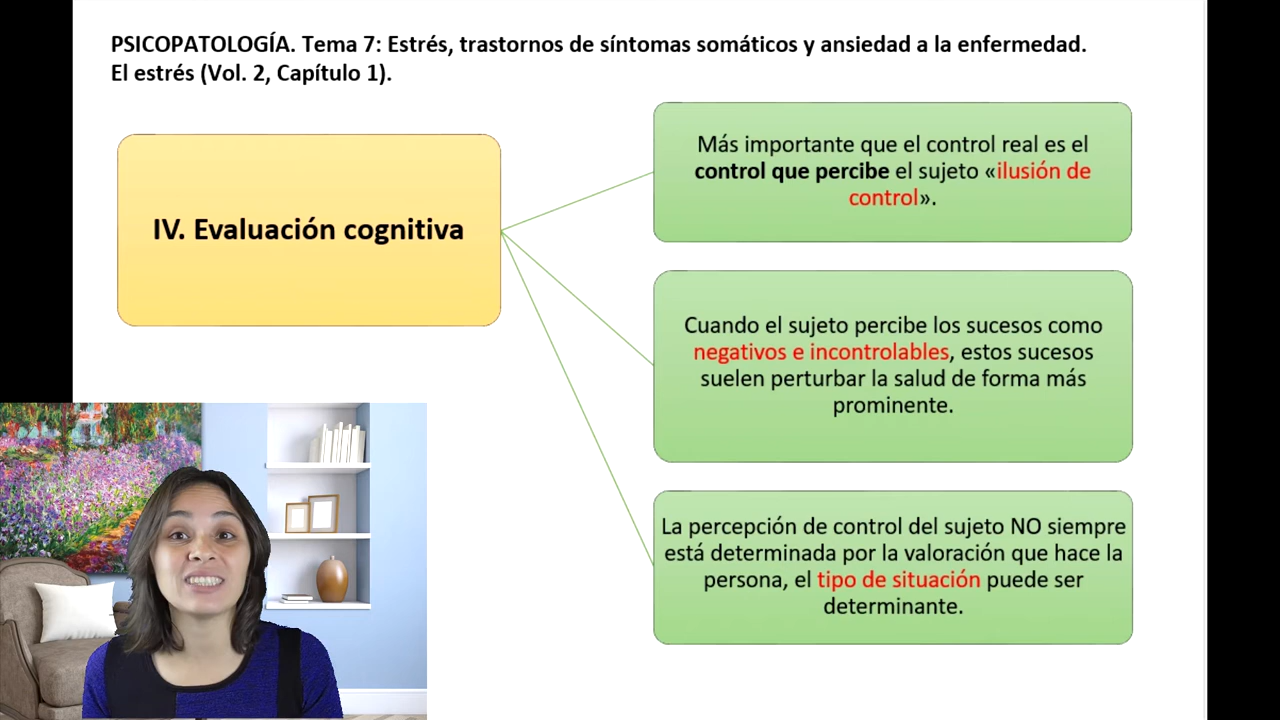 PSICOPATOLOGÍA. Tema 7: Estrés, trastornos de síntomas somáticos y ansiedad a la enfermedad.
El estrés (Vol. 2, Capítulo 1).
IV. Evaluación cognitiva
Más importante que el control real es el
control que percibe el sujeto «ilusión de
control».
Cuando el sujeto percibe los sucesos como
negativos e incontrolables, estos sucesos
suelen perturbar la salud de forma más
prominente.
La percepción de control del sujeto NO siempre
está determinada por la valoración que hace la
persona, el tipo de situación puede ser
determinante.